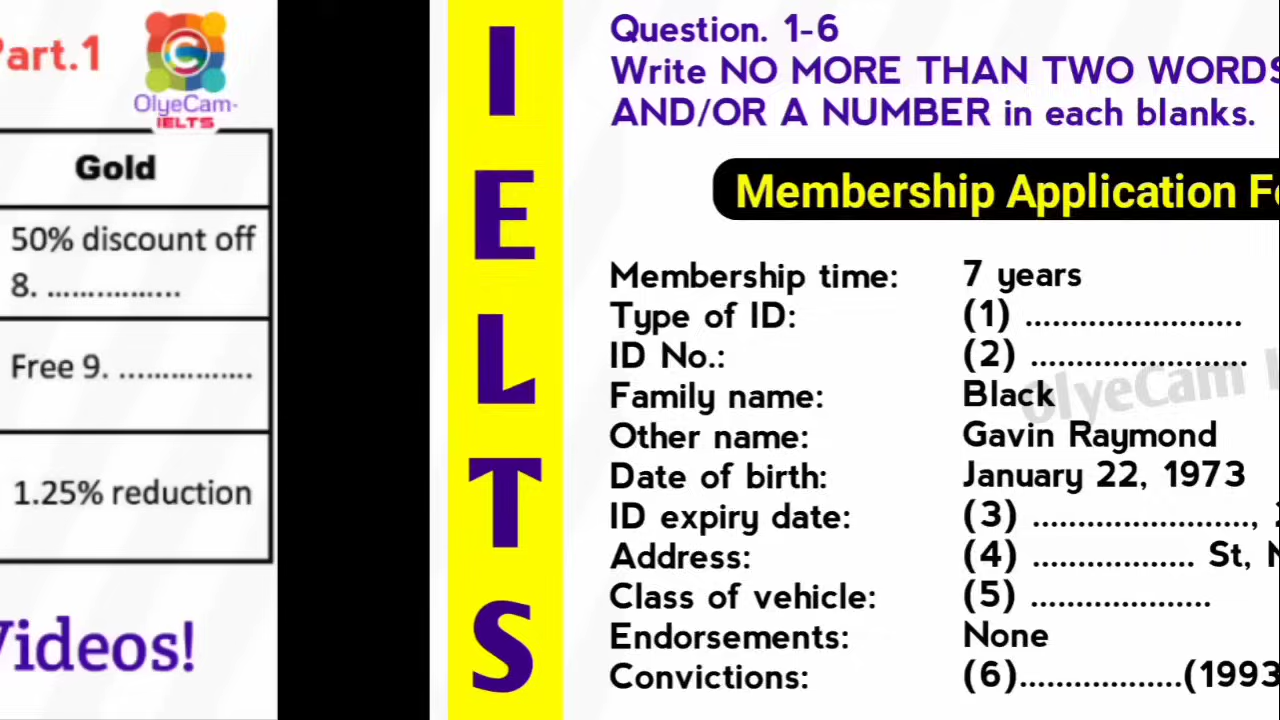 Part.1
OlyeCam-
IELTS
Gold
50% discount off
8. ................
Free 9. ................
1.25% reduction
Videos!
I
E
L
T
S
Question. 1-6
Write NO MORE THAN TWO WORDS
AND/OR A NUMBER in each blanks.
Membership Application
Membership time: 7 years
Type of ID: (1) ........................
ID No.: (2) ........................
Family name: Black
Other name: Gavin Raymond
Date of birth: January 22, 1973
ID expiry date: (3) ........................,
Address: (4) .................. St,
Class of vehicle: (5) ....................
Endorsements: None
Convictions: (6)..................(1993
OlyeCam